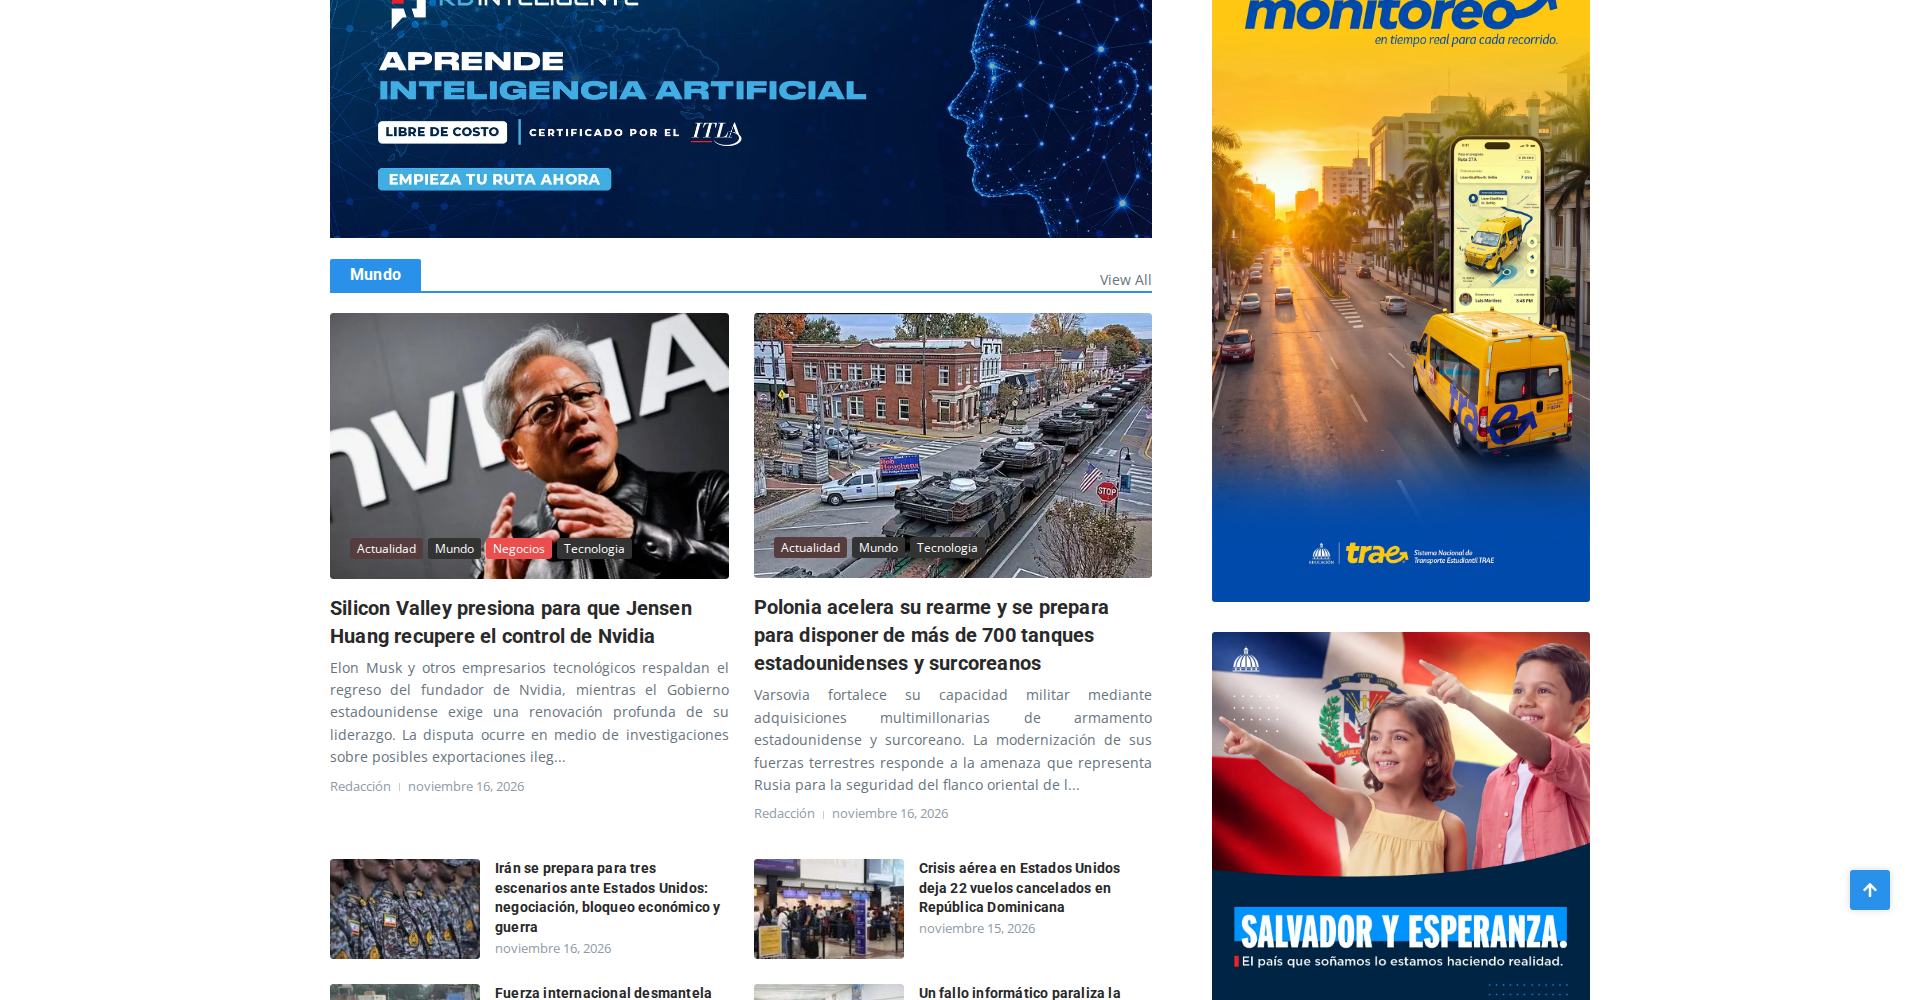 APRENDE
INTELIGENCIA ARTIFICIAL
LIBRE DE COSTO
CERTIFICADO POR EL ITLA
EMPIEZA TU RUTA AHORA
Mundo
View All
Actualidad
Mundo
Negocios
Tecnologia
Silicon Valley presiona para que Jensen
Huang recupere el control de Nvidia
Elon Musk y otros empresarios tecnológicos respaldan el
regreso del fundador de Nvidia, mientras el Gobierno
estadounidense exige una renovación profunda de su
liderazgo. La disputa ocurre en medio de investigaciones
sobre posibles exportaciones ileg...
Redacción
noviembre 16, 2026
STOP
Actualidad
Mundo
Tecnologia
Polonia acelera su rearme y se prepara
para disponer de más de 700 tanques
estadounidenses y surcoreanos
Varsovia fortalece su capacidad militar mediante
adquisiciones multimillonarias de armamento
estadounidense y surcoreano. La modernización de sus
fuerzas terrestres responde a la amenaza que representa
Rusia para la seguridad del flanco oriental de l...
Redacción
noviembre 16, 2026
Irán se prepara para tres
escenarios ante Estados Unidos:
negociación, bloqueo económico y
guerra
noviembre 16, 2026
Crisis aérea en Estados Unidos
deja 22 vuelos cancelados en
República Dominicana
noviembre 15, 2026
Fuerza internacional desmantela
Un fallo informático paraliza la
monitoreo
en tiempo real para cada recorrido.
trae
Sistema Nacional de
Transporte Estudiantil TRAE
SALVADOR Y ESPERANZA.
El país que soñamos lo estamos haciendo realidad.